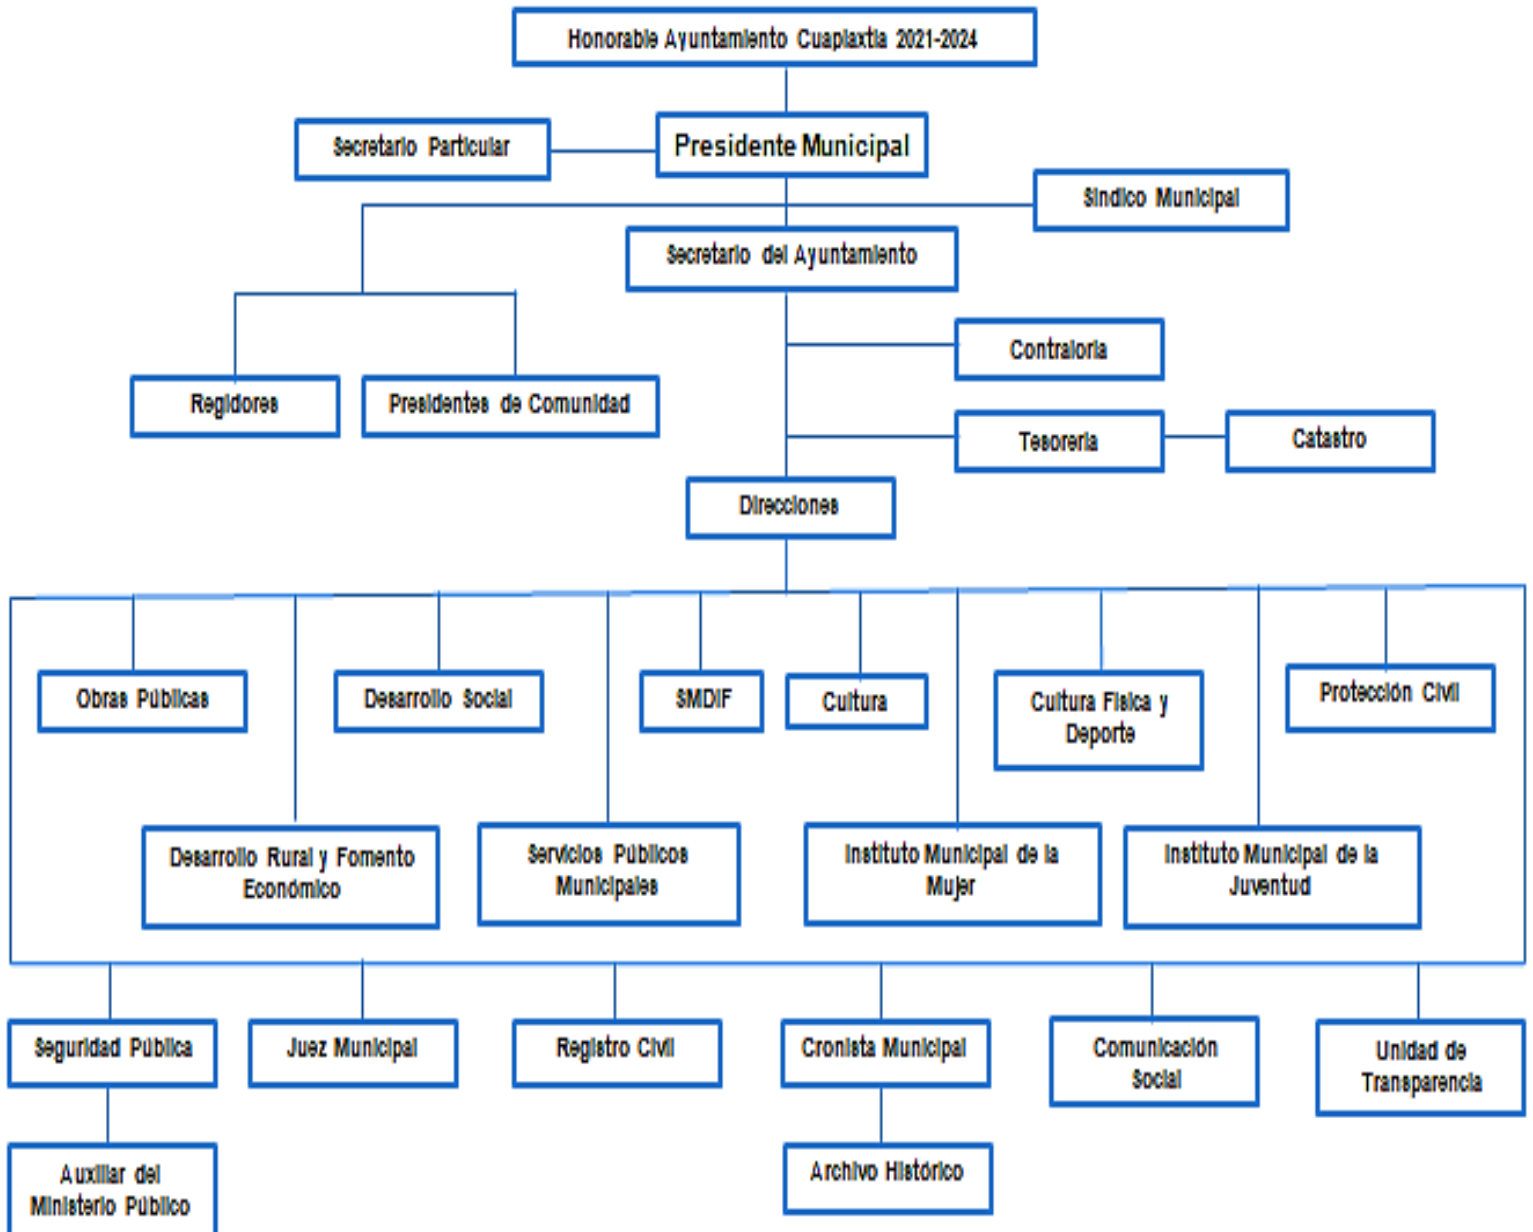 Honorable Ayuntamiento Cuapiaxtla 2021-2024
Secretario Particular
Presidente Municipal
Sindico Municipal
Secretario del Ayuntamiento
Contraloria
Regidores
Presidentes de Comunidad
Tesoreria
Catastro
Direcciones
Obras Públicas
Desarrollo Social
SMDIF
Cultura
Cultura Fisica y
Deporte
Protección Civil
Desarrollo Rural y Fomento
Económico
Servicios Públicos
Municipales
Instituto Municipal de la
Mujer
Instituto Municipal de la
Juventud
Seguridad Pública
Juez Municipal
Registro Civil
Cronista Municipal
Comunicación
Social
Unidad de
Transparencia
Auxiliar del
Ministerio Público
Archivo Histórico